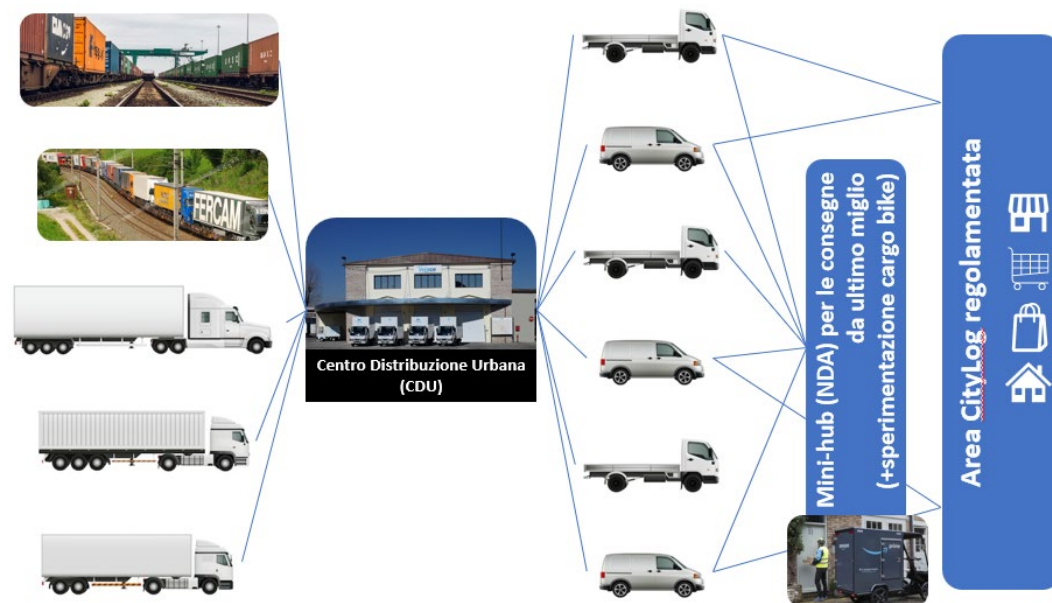 FERCAM
Centro Distribuzione Urbana
(CDU)
Mini-hub (NDA) per le consegne
da ultimo miglio
(+sperimentazione cargo bike)
Area CityLog regolamentata